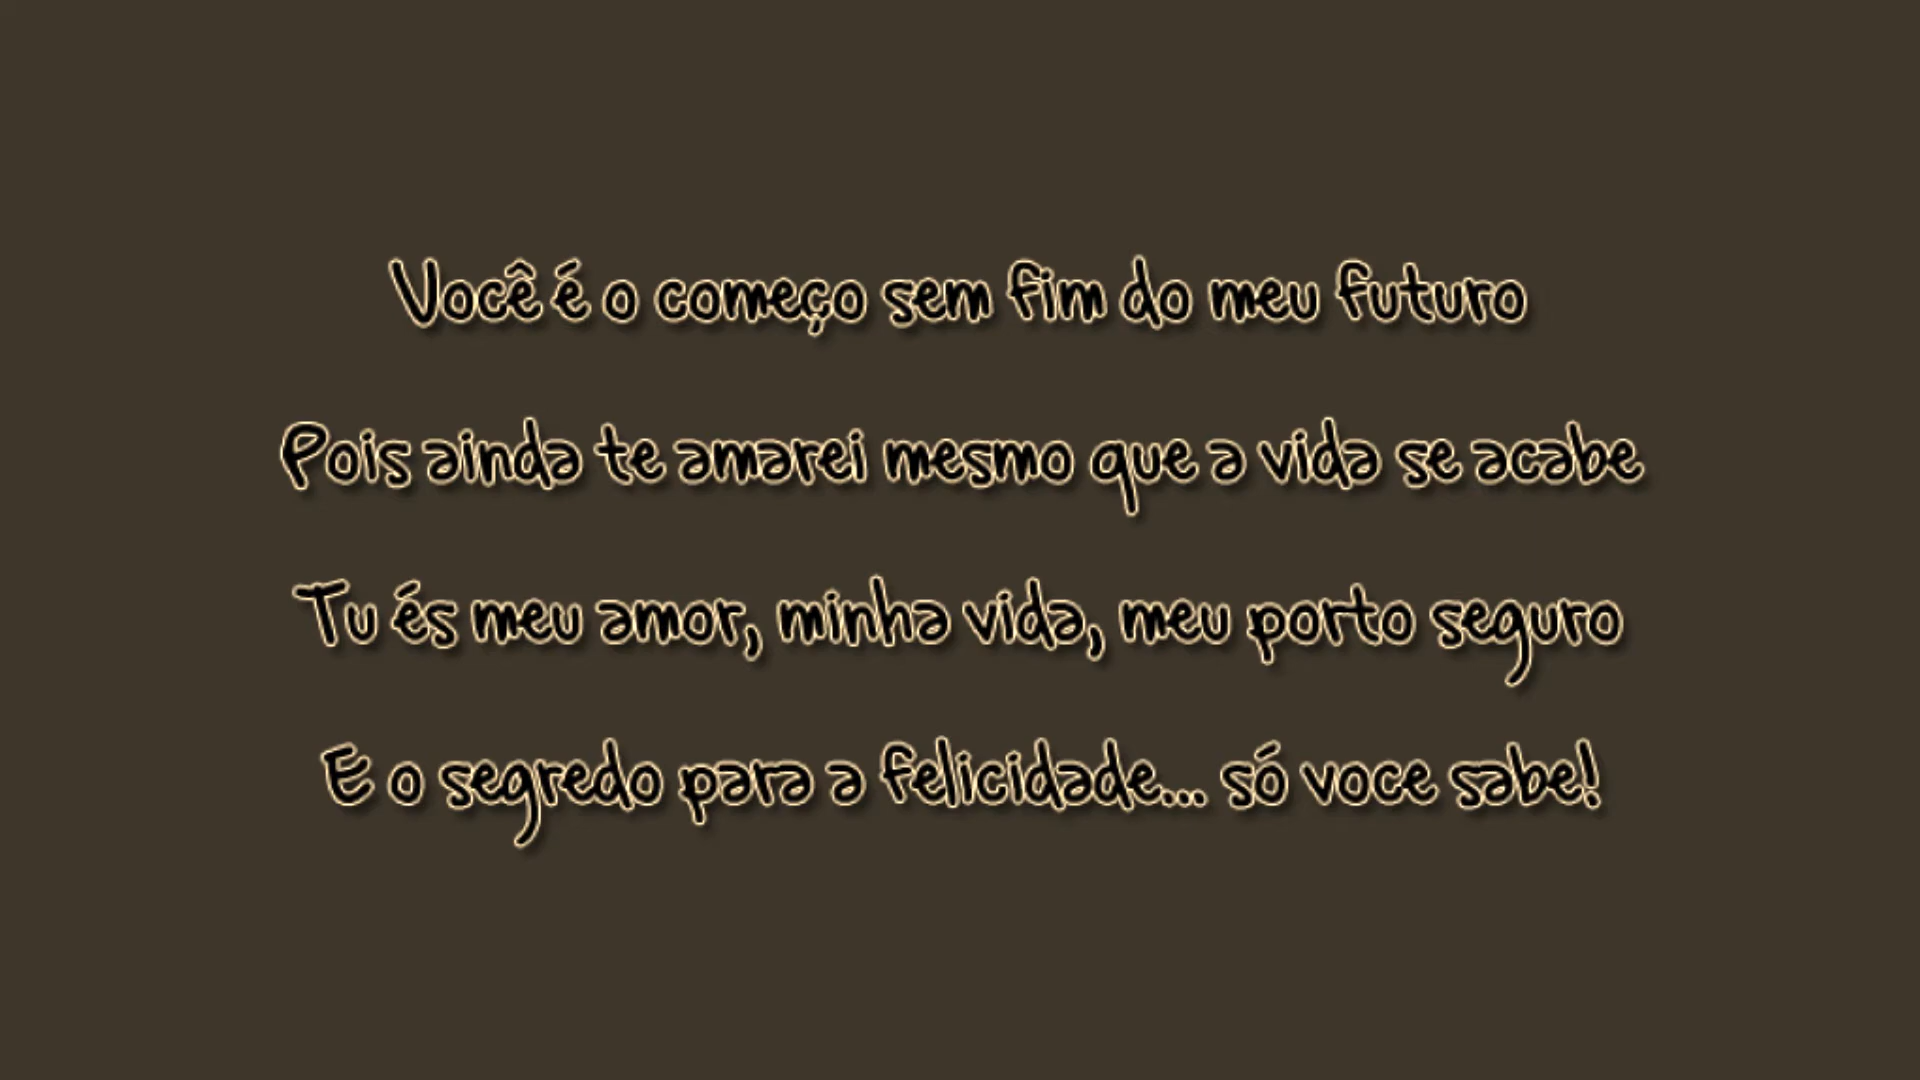 Você é o começo sem fim do meu futuro
Pois ainda te amarei mesmo que a vida se acabe
Tu és meu amor, minha vida, meu porto seguro
E o segredo para a felicidade... só voce sabe!